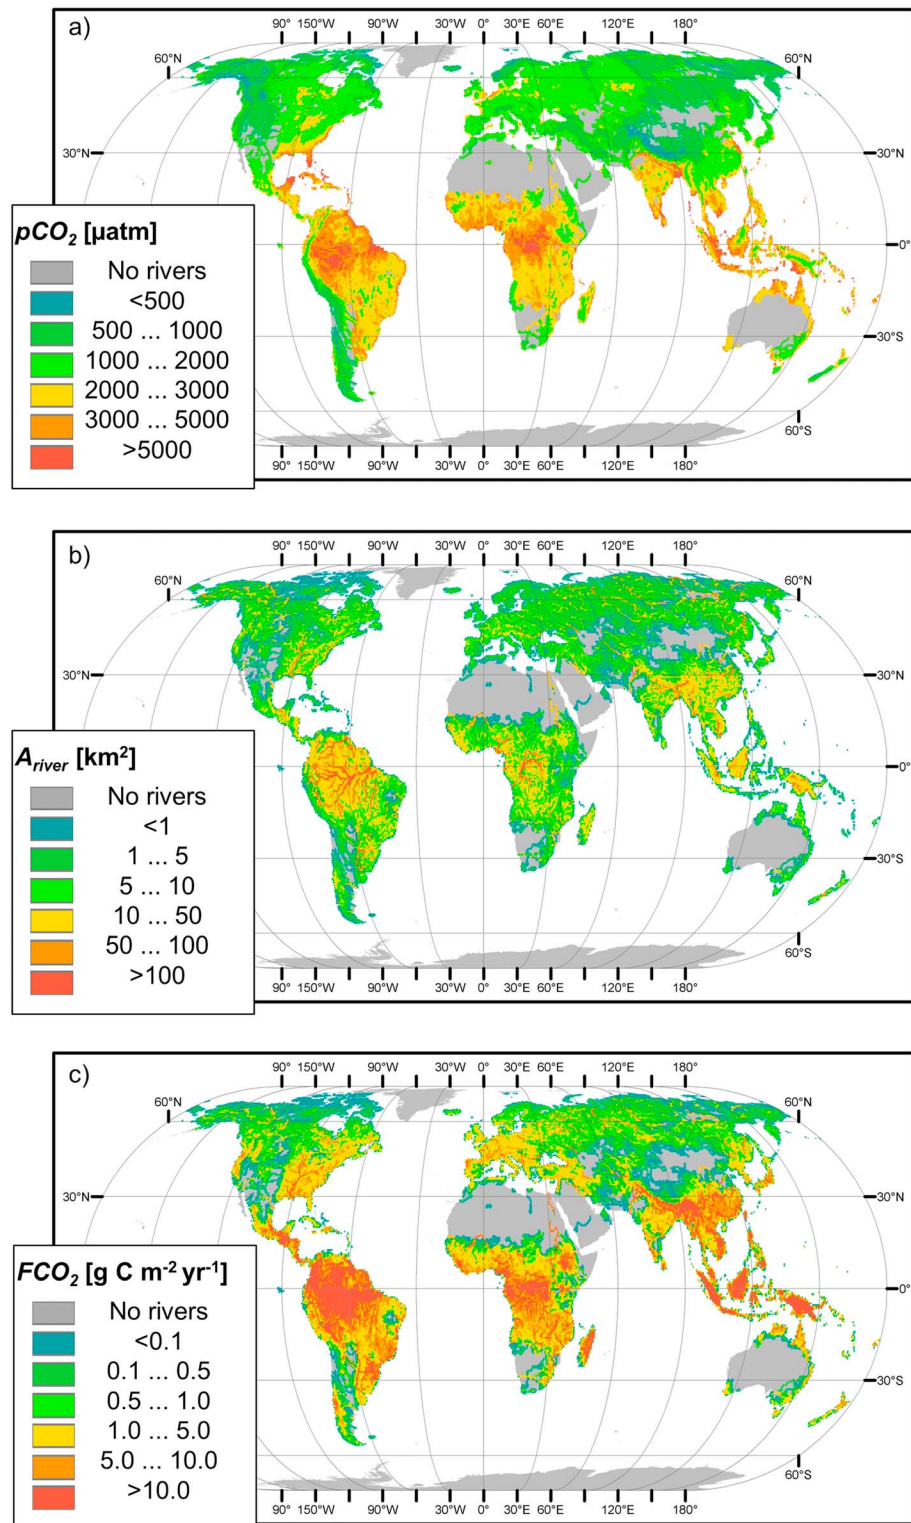 a)
90° 150°W 90°W 30°W 0° 30°E 60°E 120°E 180°
60°N
60°N
30°N
30°N
0°
0°
30°S
30°S
60°S
90° 150°W 90°W 30°W 0° 30°E 60°E 120°E 180°
pCO2 [µatm]
No rivers
<500
500 ... 1000
1000 ... 2000
2000 ... 3000
3000 ... 5000
>5000
b)
90° 150°W 90°W 30°W 0° 30°E 60°E 120°E 180°
60°N
60°N
30°N
30°N
0°
0°
30°S
30°S
60°S
90° 150°W 90°W 30°W 0° 30°E 60°E 120°E 180°
Ariver [km²]
No rivers
<1
1 ... 5
5 ... 10
10 ... 50
50 ... 100
>100
c)
90° 150°W 90°W 30°W 0° 30°E 60°E 120°E 180°
60°N
60°N
30°N
30°N
0°
0°
30°S
30°S
60°S
90° 150°W 90°W 30°W 0° 30°E 60°E 120°E 180°
FCO2 [g C m⁻² yr⁻¹]
No rivers
<0.1
0.1 ... 0.5
0.5 ... 1.0
1.0 ... 5.0
5.0 ... 10.0
>10.0